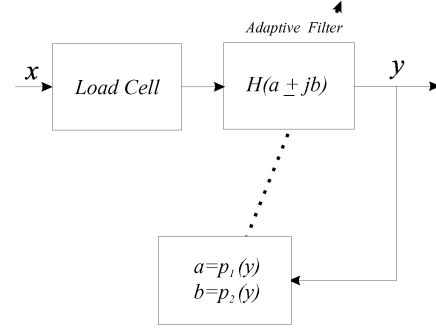 Adaptive Filter
x
Load Cell
H(a ± jb)
y
a=p₁(y)
b=p₂(y)